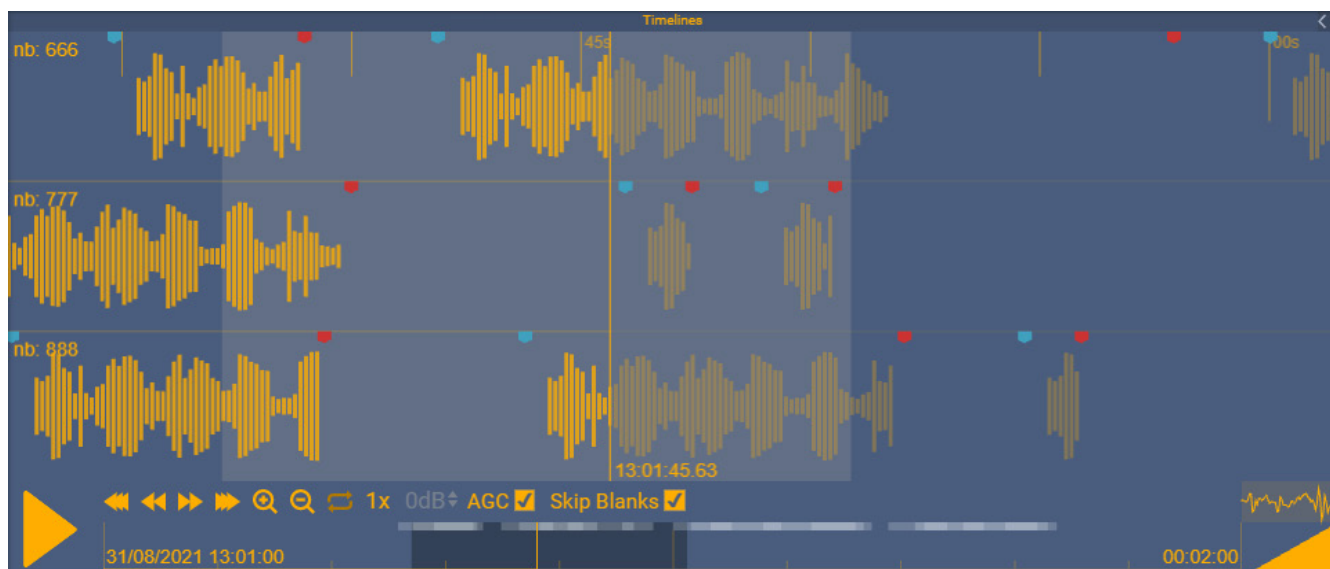 Timelines
nb: 666
45s
00s
nb: 777
nb: 888
13:01:45.63
1x 0dB AGC Skip Blanks
31/08/2021 13:01:00
00:02:00